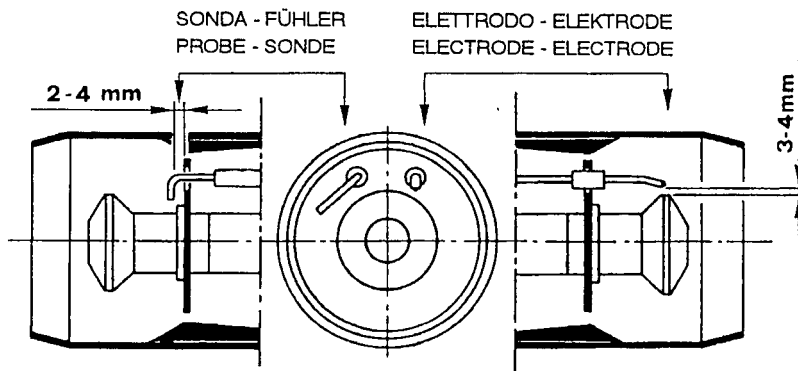 SONDA - FÜHLER
PROBE - SONDE
ELETTRODO - ELEKTRODE
ELECTRODE - ELECTRODE
2-4 mm
3-4mm